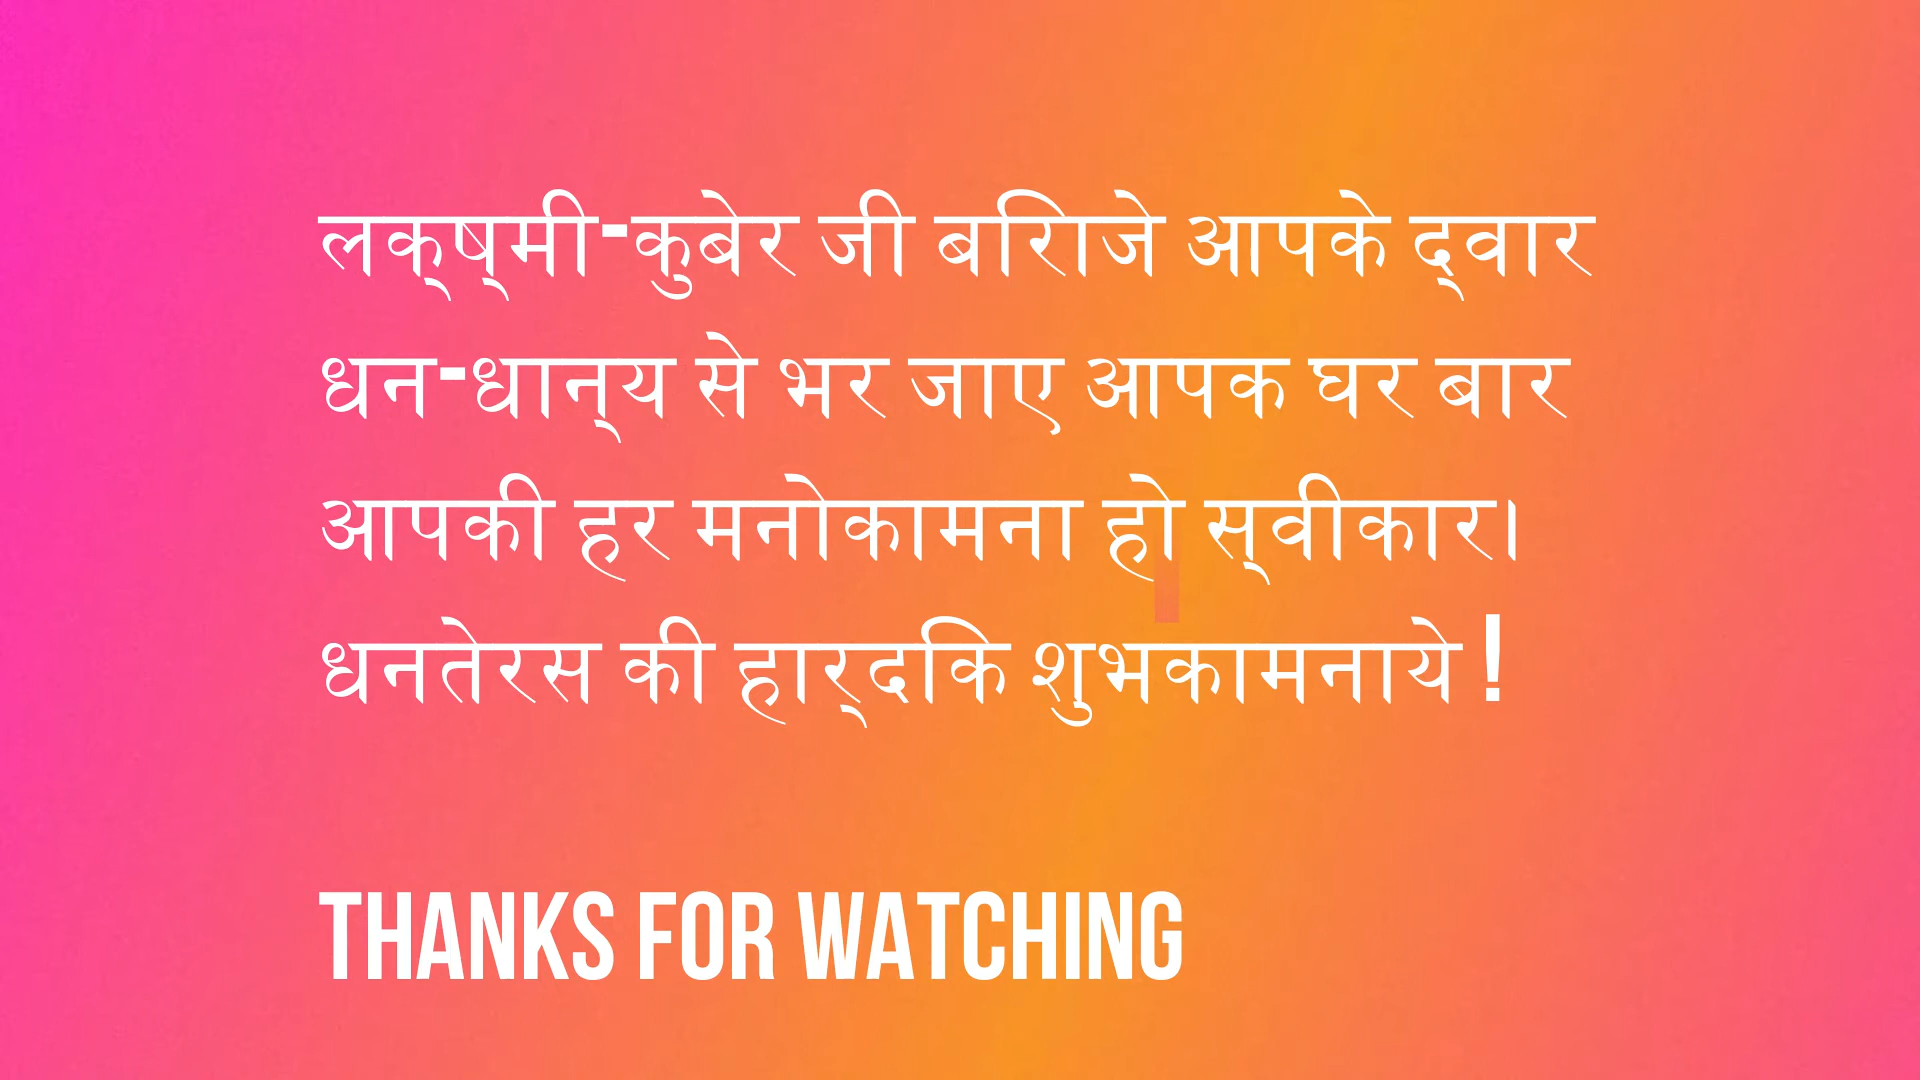 लक्ष्मी-कुबेर जी बिराजे आपके द्वार
धन-धान्य से भर जाए आपक घर बार
आपकी हर मनोकामना हो स्वीकार।
धनतेरस की हार्दिक शुभकामनाये !
THANKS FOR WATCHING